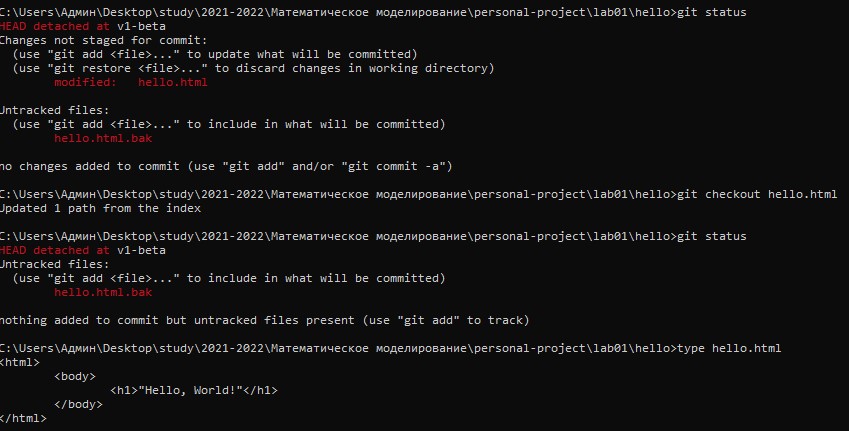 C:\Users\Админ\Desktop\study\2021-2022\Математическое моделирование\personal-project\lab01\hello>git status
HEAD detached at v1-beta
Changes not staged for commit:
  (use "git add <file>..." to update what will be committed)
  (use "git restore <file>..." to discard changes in working directory)
        modified:   hello.html

Untracked files:
  (use "git add <file>..." to include in what will be committed)
        hello.html.bak

no changes added to commit (use "git add" and/or "git commit -a")

C:\Users\Админ\Desktop\study\2021-2022\Математическое моделирование\personal-project\lab01\hello>git checkout hello.html
Updated 1 path from the index

C:\Users\Админ\Desktop\study\2021-2022\Математическое моделирование\personal-project\lab01\hello>git status
HEAD detached at v1-beta
Untracked files:
  (use "git add <file>..." to include in what will be committed)
        hello.html.bak

nothing added to commit but untracked files present (use "git add" to track)

C:\Users\Админ\Desktop\study\2021-2022\Математическое моделирование\personal-project\lab01\hello>type hello.html
<html>
        <body>
                <h1>"Hello, World!"</h1>
        </body>
</html>